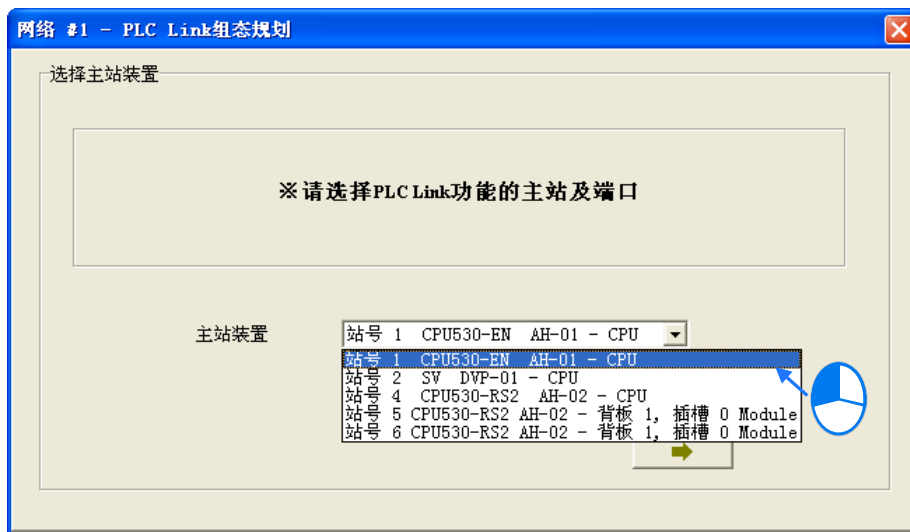 网络 #1 - PLC Link组态规划
选择主站装置
※请选择PLC Link功能的主站及端口
主站装置
站号 1 CPU530-EN AH-01 - CPU
站号 1 CPU530-EN AH-01 - CPU
站号 2 SV DVP-01 - CPU
站号 4 CPU530-RS2 AH-02 - CPU
站号 5 CPU530-RS2 AH-02 - 背板 1, 插槽 0 Module
站号 6 CPU530-RS2 AH-02 - 背板 1, 插槽 0 Module